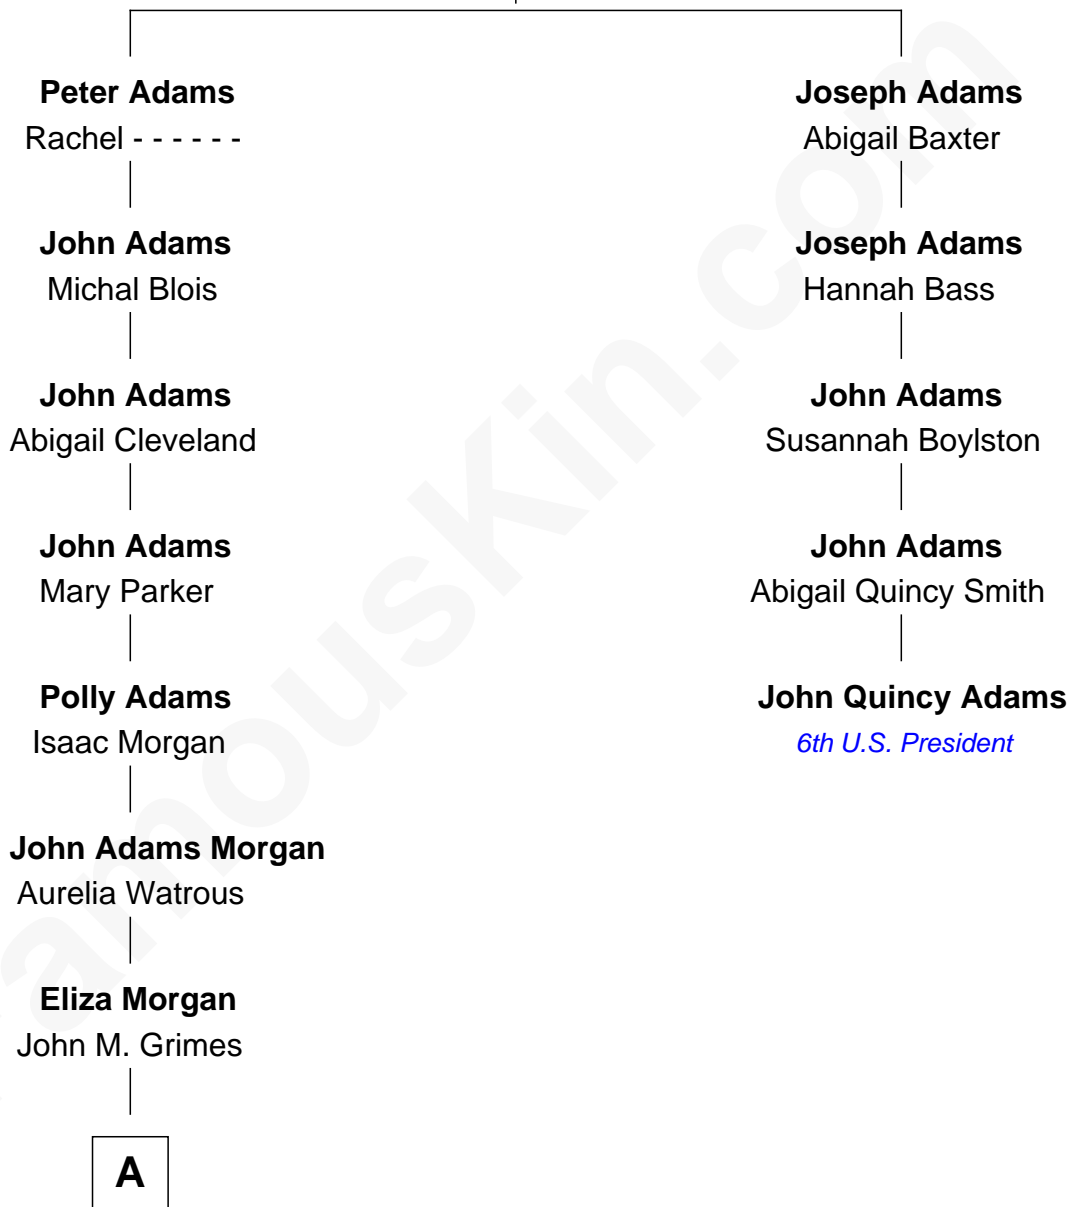 Peter Adams
Rachel - - - - - -
John Adams
Michal Blois
John Adams
Abigail Cleveland
John Adams
Mary Parker
Polly Adams
Isaac Morgan
John Adams Morgan
Aurelia Watrous
Eliza Morgan
John M. Grimes
A
Joseph Adams
Abigail Baxter
Joseph Adams
Hannah Bass
John Adams
Susannah Boylston
John Adams
Abigail Quincy Smith
John Quincy Adams
6th U.S. President
amouskin.com